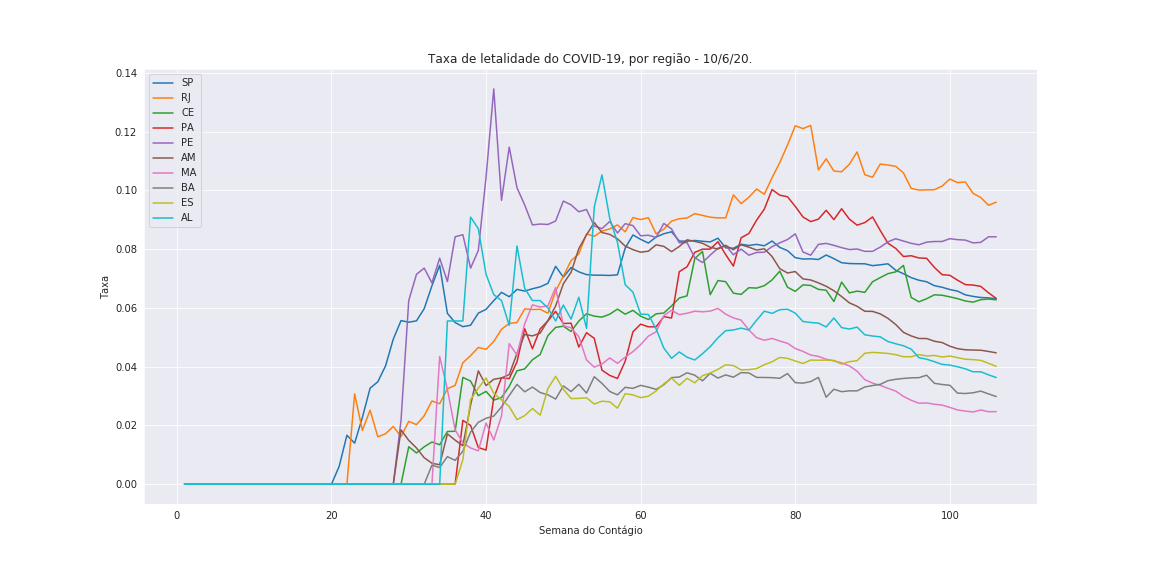 Taxa de letalidade do COVID-19, por região - 10/6/20.
0.14
0.12
0.10
0.08
0.06
0.04
0.02
0.00
Taxa
SP
RJ
CE
PA
PE
AM
MA
BA
ES
AL
0 20 40 60 80 100
Semana do Contágio